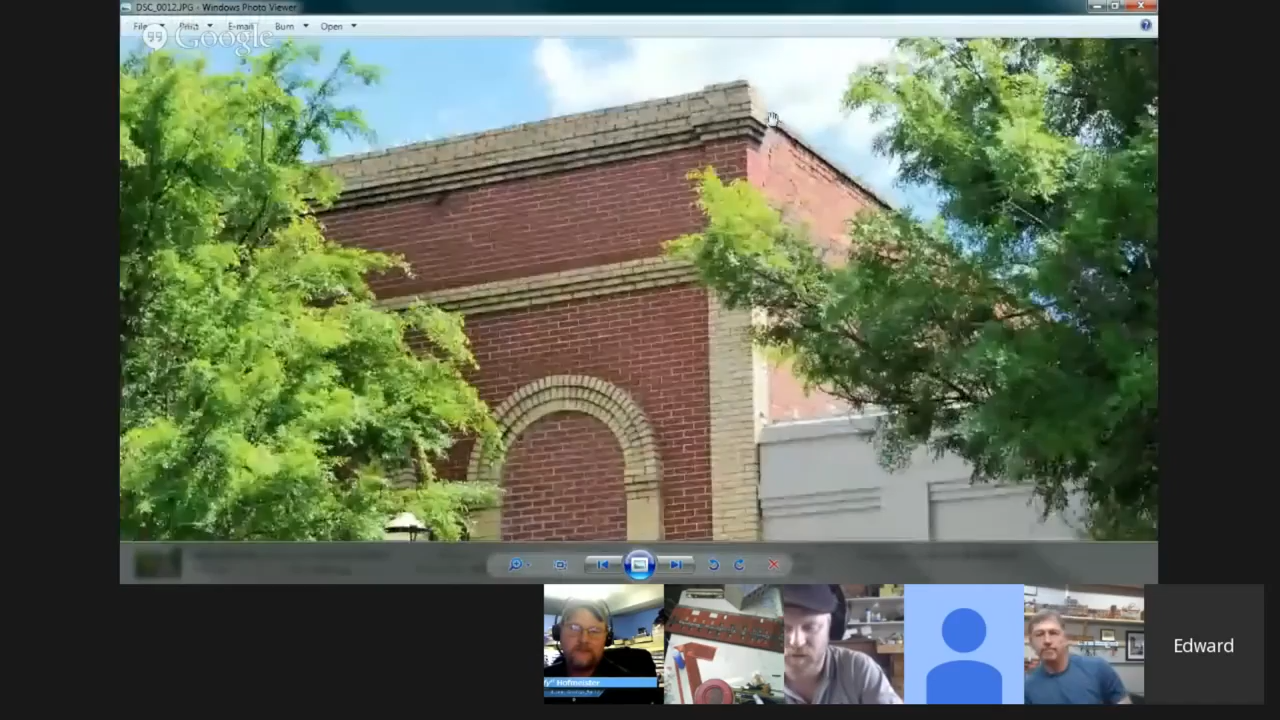 DSC_0012.JPG - Windows Photo Viewer
File Print E-mail Burn Open
Google
Hofmeister
Edward